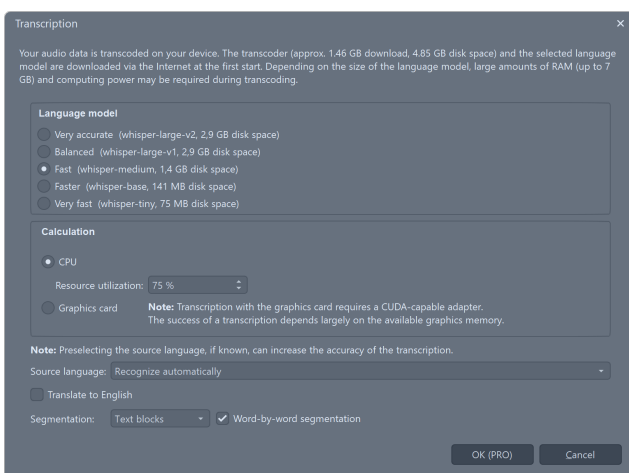 Transcription
Your audio data is transcoded on your device. The transcoder (approx. 1.46 GB download, 4.85 GB disk space) and the selected language
model are downloaded via the Internet at the first start. Depending on the size of the language model, large amounts of RAM (up to 7
GB) and computing power may be required during transcoding.
Language model
Very accurate (whisper-large-v2, 2,9 GB disk space)
Balanced (whisper-large-v1, 2,9 GB disk space)
Fast (whisper-medium, 1,4 GB disk space)
Faster (whisper-base, 141 MB disk space)
Very fast (whisper-tiny, 75 MB disk space)
Calculation
CPU
Resource utilization: 75 %
Graphics card Note: Transcription with the graphics card requires a CUDA-capable adapter.
The success of a transcription depends largely on the available graphics memory.
Note: Preselecting the source language, if known, can increase the accuracy of the transcription.
Source language: Recognize automatically
Translate to English
Segmentation: Text blocks Word-by-word segmentation
OK (PRO) Cancel